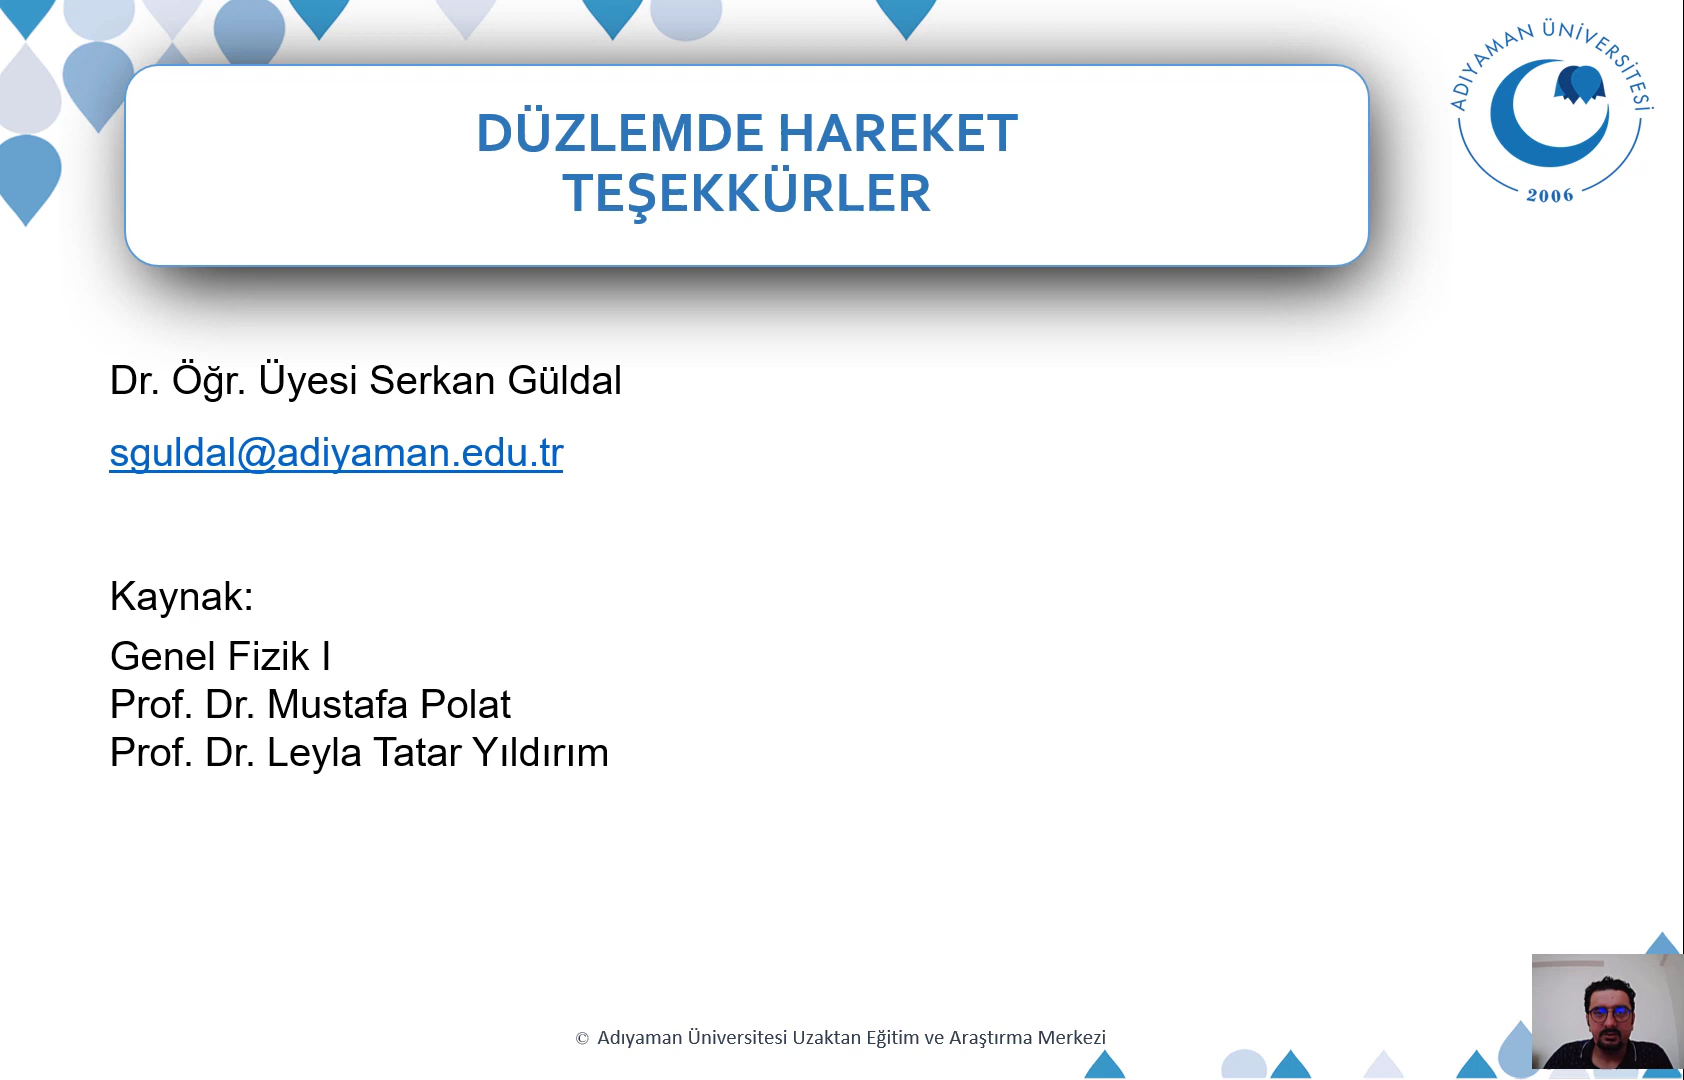 DÜZLEMDE HAREKET
TEŞEKKÜRLER
ADIYAMAN ÜNİVERSİTESİ
2006
Dr. Öğr. Üyesi Serkan Güldal
sguldal@adiyaman.edu.tr
Kaynak:
Genel Fizik I
Prof. Dr. Mustafa Polat
Prof. Dr. Leyla Tatar Yıldırım
© Adıyaman Üniversitesi Uzaktan Eğitim ve Araştırma Merkezi